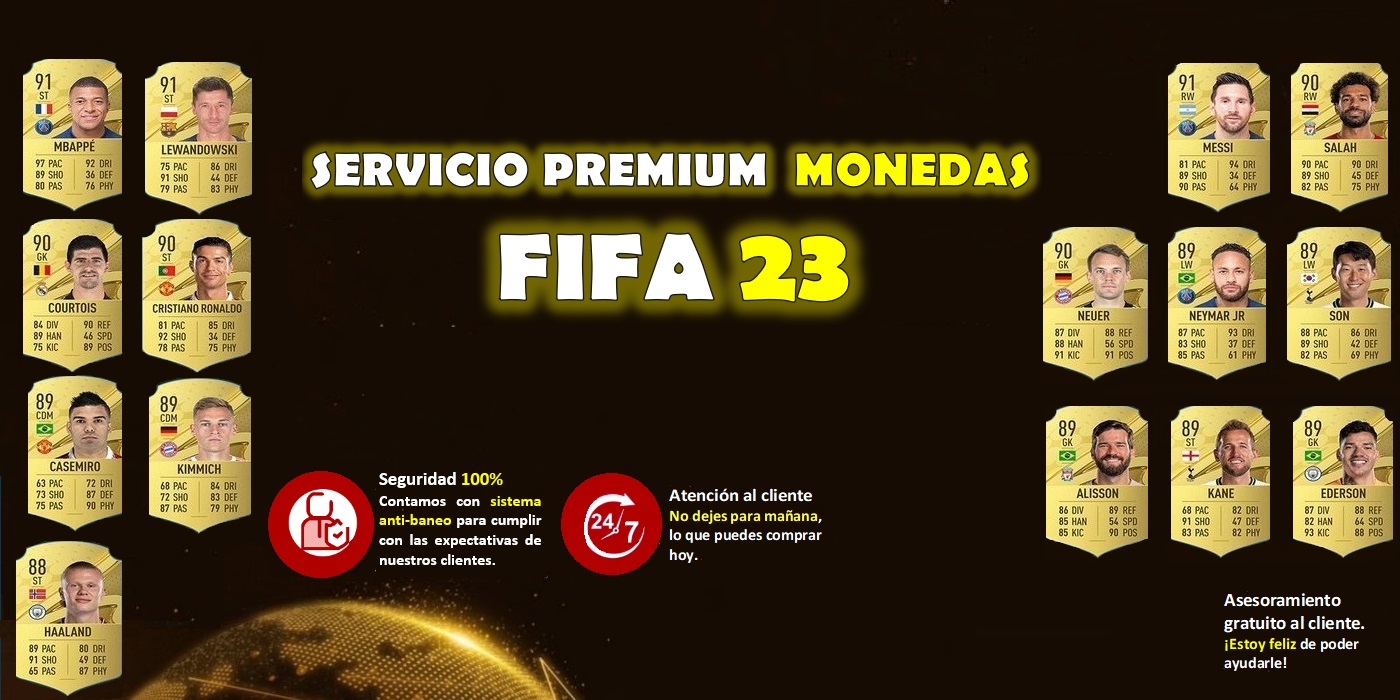 SERVICIO PREMIUM MONEDAS
FIFA 23
91
ST
MBAPPÉ
97 PAC 92 DRI
89 SHO 36 DEF
80 PAS 76 PHY
91
ST
LEWANDOWSKI
75 PAC 86 DRI
91 SHO 44 DEF
79 PAS 83 PHY
90
GK
COURTOIS
84 DIV 90 REF
89 HAN 46 SPD
75 KIC 89 POS
90
ST
CRISTIANO RONALDO
81 PAC 85 DRI
92 SHO 34 DEF
78 PAS 75 PHY
89
CDM
CASEMIRO
63 PAC 72 DRI
73 SHO 87 DEF
75 PAS 90 PHY
89
CDM
KIMMICH
68 PAC 84 DRI
72 SHO 83 DEF
87 PAS 79 PHY
88
ST
HAALAND
89 PAC 80 DRI
91 SHO 49 DEF
65 PAS 87 PHY
Seguridad 100%
Contamos con sistema
anti-baneo para cumplir
con las expectativas de
nuestros clientes.
24/7
Atención al cliente
No dejes para mañana,
lo que puedes comprar
hoy.
91
RW
MESSI
81 PAC 94 DRI
89 SHO 34 DEF
90 PAS 64 PHY
90
RW
SALAH
90 PAC 90 DRI
89 SHO 45 DEF
82 PAS 75 PHY
90
GK
NEUER
87 DIV 88 REF
88 HAN 56 SPD
91 KIC 91 POS
89
LW
NEYMAR JR
87 PAC 93 DRI
83 SHO 37 DEF
85 PAS 61 PHY
89
LW
SON
88 PAC 86 DRI
89 SHO 42 DEF
82 PAS 69 PHY
89
GK
ALISSON
86 DIV 89 REF
85 HAN 54 SPD
85 KIC 90 POS
89
ST
KANE
68 PAC 82 DRI
91 SHO 47 DEF
83 PAS 82 PHY
89
GK
EDERSON
87 DIV 88 REF
82 HAN 64 SPD
93 KIC 88 POS
Asesoramiento
gratuito al cliente.
¡Estoy feliz de poder
ayudarle!